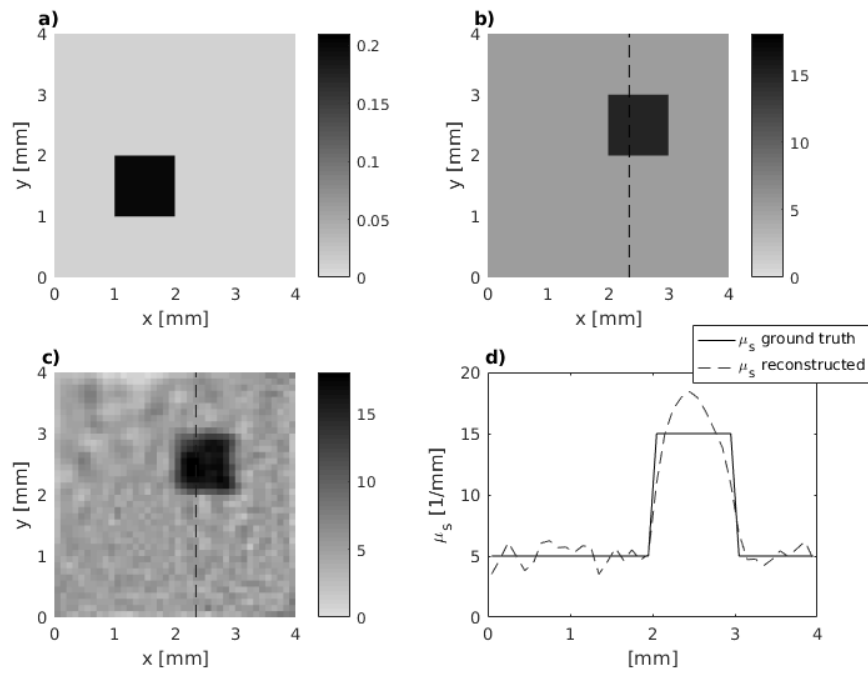 a)
4
3
2
1
0
y [mm]
0 1 2 3 4
x [mm]
0.2
0.15
0.1
0.05
0
b)
4
3
2
1
0
y [mm]
0 1 2 3 4
x [mm]
15
10
5
0
c)
4
3
2
1
0
y [mm]
0 1 2 3 4
x [mm]
15
10
5
0
d)
μs ground truth
μs reconstructed
20
15
10
5
0
μs [1/mm]
0 1 2 3 4
[mm]